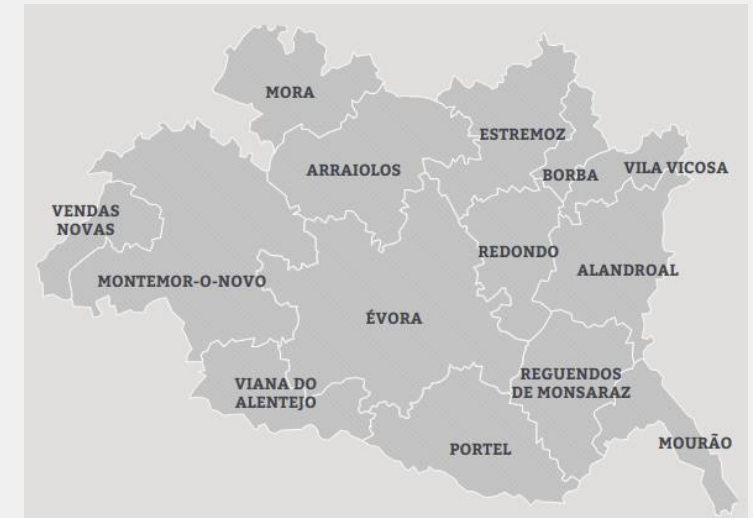 MORA
ESTREMOZ
ARRAIOLOS
BORBA
VILA VICOSA
VENDAS
NOVAS
REDONDO
ALANDROAL
MONTEMOR-O-NOVO
ÉVORA
REGUENDOS
DE MONSARAZ
VIANA DO
ALENTEJO
MOURÃO
PORTEL